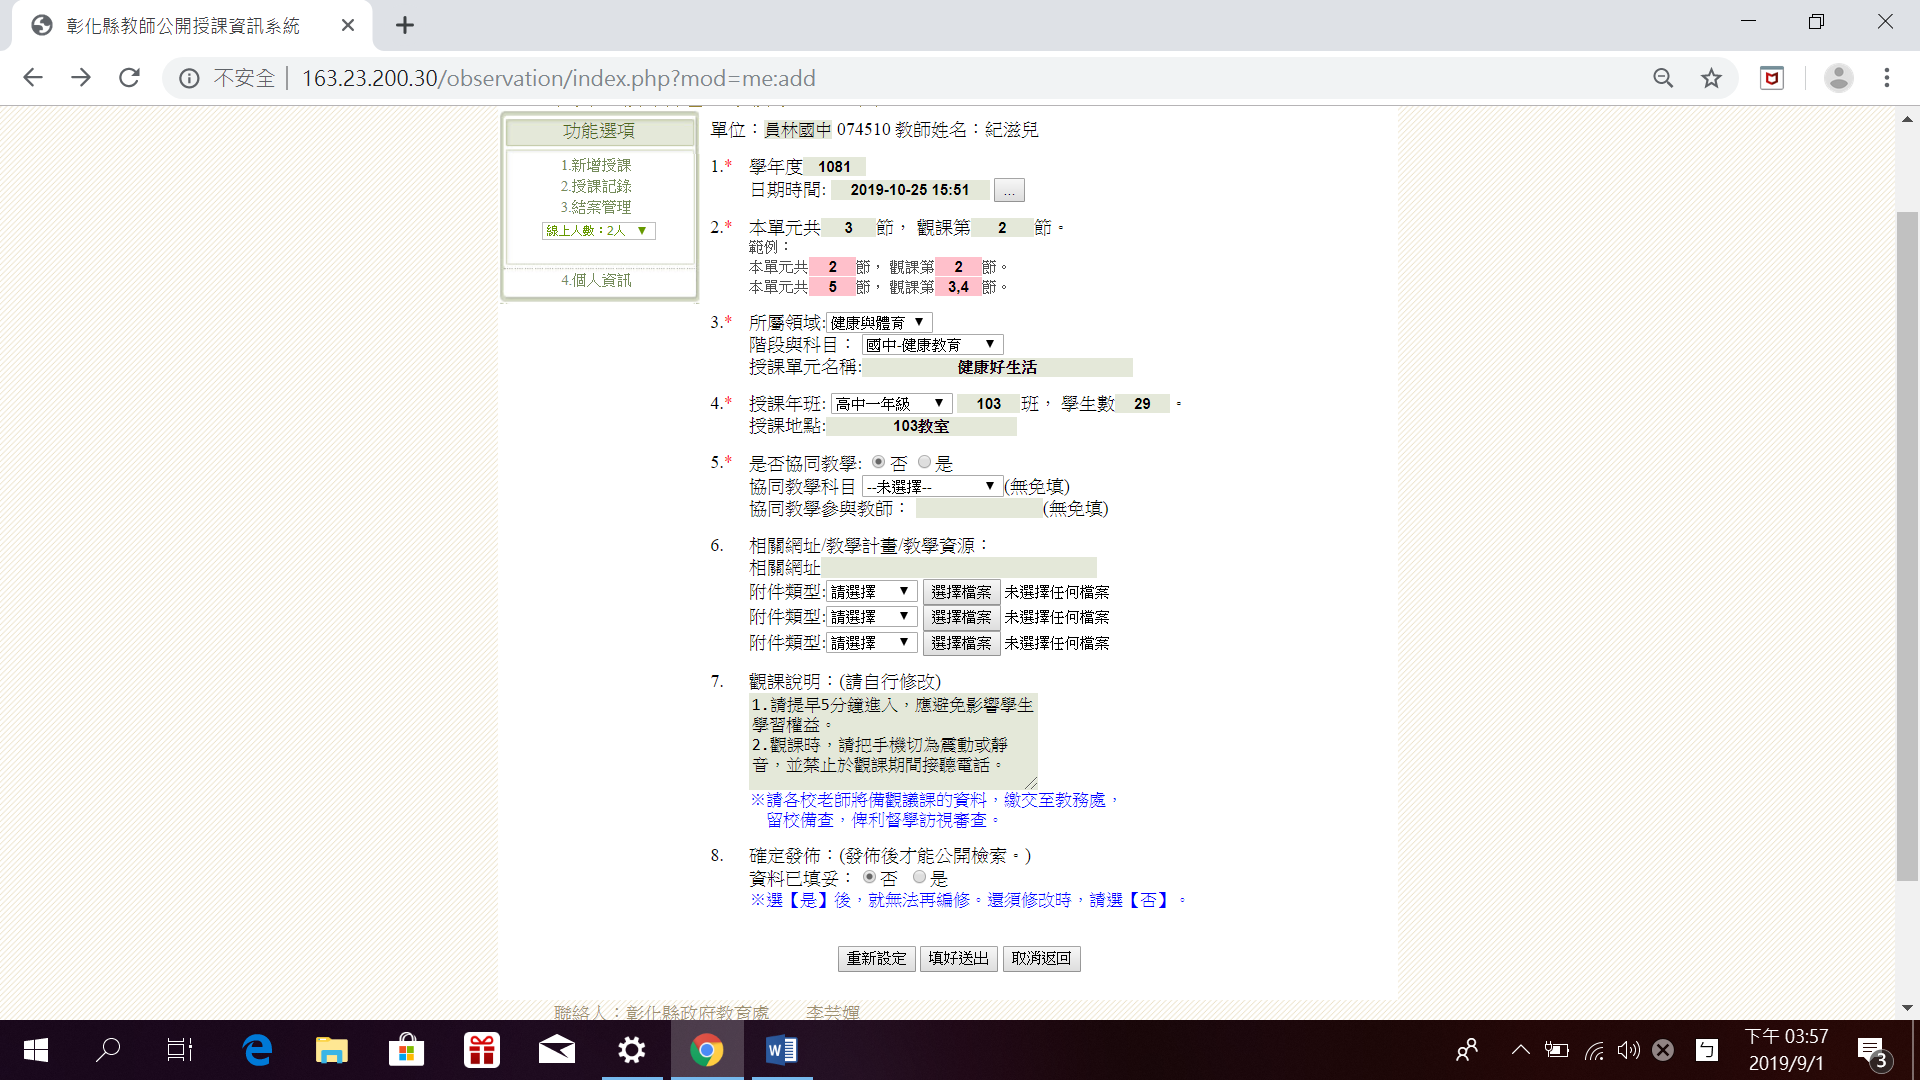 彰化縣教師公開授課資訊系統
不安全 163.23.200.30/observation/index.php?mod=me:add
功能選項
1.新增授課
2.授課記錄
3.結案管理
線上人數：2人 ▼
4.個人資訊
單位：員林國中 074510 教師姓名：紀滋兒
1.* 學年度 1081
日期時間: 2019-10-25 15:51 ...
2.* 本單元共 3 節， 觀課第 2 節。
範例：
本單元共 2 節， 觀課第 2 節。
本單元共 5 節， 觀課第 3,4 節。
3.* 所屬領域:健康與體育 ▼
階段與科目： 國中-健康教育 ▼
授課單元名稱: 健康好生活
4.* 授課年班: 高中一年級 ▼ 103 班， 學生數 29 。
授課地點: 103教室
5.* 是否協同教學: 否 是
協同教學科目 --未選擇-- ▼ (無免填)
協同教學參與教師： (無免填)
6. 相關網址/教學計畫/教學資源：
相關網址
附件類型:請選擇 ▼ 選擇檔案 未選擇任何檔案
附件類型:請選擇 ▼ 選擇檔案 未選擇任何檔案
附件類型:請選擇 ▼ 選擇檔案 未選擇任何檔案
7. 觀課說明：(請自行修改)
1.請提早5分鐘進入，應避免影響學生
學習權益。
2.觀課時，請把手機切為震動或靜
音，並禁止於觀課期間接聽電話。
※請各校老師將備觀議課的資料，繳交至教務處，
留校備查，俾利督學訪視審查。
8. 確定發佈：(發佈後才能公開檢索。)
資料已填妥： 否 是
※選【是】後，就無法再編修。還須修改時，請選【否】。
重新設定 填好送出 取消返回
聯絡人：彰化縣政府教育處 李芸嬋
下午 03:57
2019/9/1
3